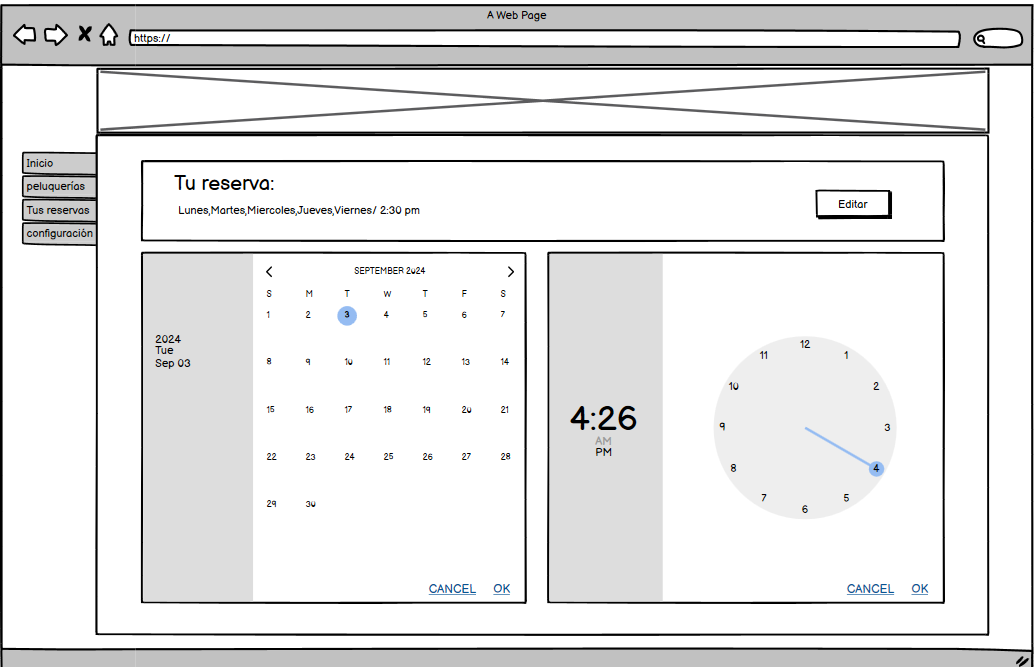 A Web Page
https://
Inicio
peluquerías
Tus reservas
configuración
Tu reserva:
Lunes,Martes,Miercoles,Jueves,Viernes/ 2:30 pm
Editar
2024
Tue
Sep 03
SEPTEMBER 2024
S M T W T F S
1 2 3 4 5 6 7
8 9 10 11 12 13 14
15 16 17 18 19 20 21
22 23 24 25 26 27 28
29 30
CANCEL OK
4:26
AM
PM
12
11 1
10 2
9 3
8 4
7 5
6
CANCEL OK